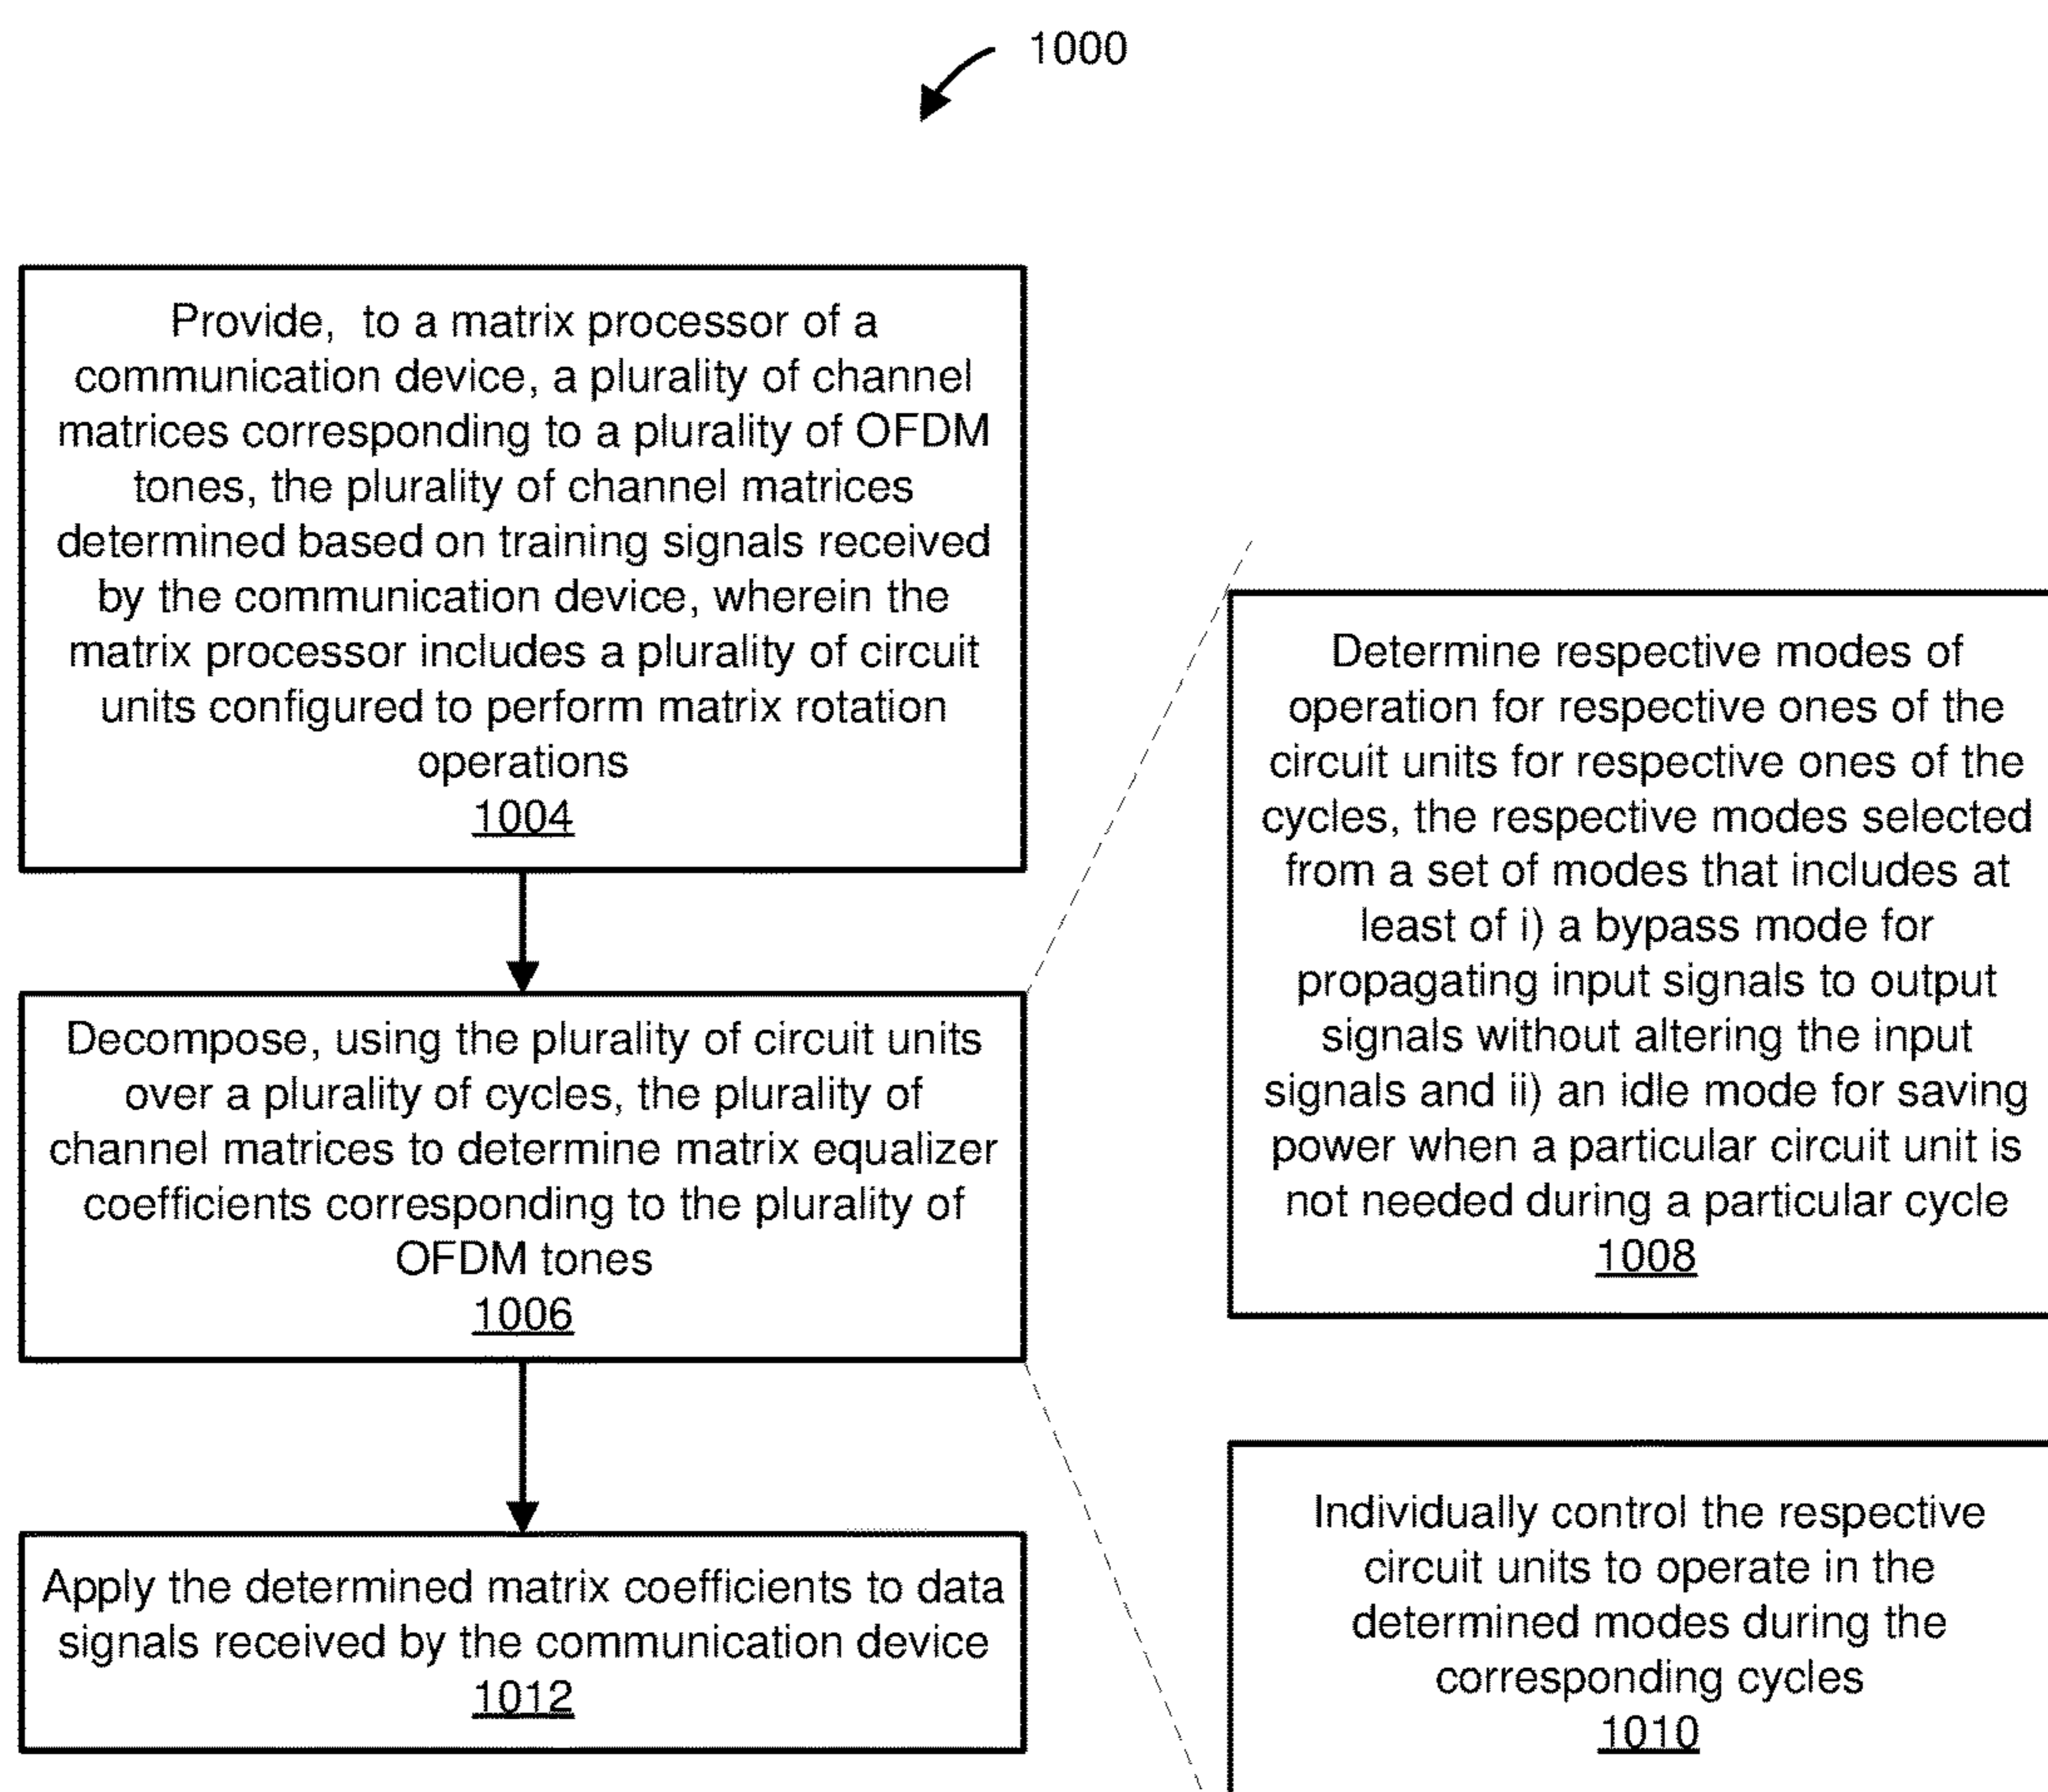 1000
Provide, to a matrix processor of a
communication device, a plurality of channel
matrices corresponding to a plurality of OFDM
tones, the plurality of channel matrices
determined based on training signals received
by the communication device, wherein the
matrix processor includes a plurality of circuit
units configured to perform matrix rotation
operations
1004
Decompose, using the plurality of circuit units
over a plurality of cycles, the plurality of
channel matrices to determine matrix equalizer
coefficients corresponding to the plurality of
OFDM tones
1006
Determine respective modes of
operation for respective ones of the
circuit units for respective ones of the
cycles, the respective modes selected
from a set of modes that includes at
least of i) a bypass mode for
propagating input signals to output
signals without altering the input
signals and ii) an idle mode for saving
power when a particular circuit unit is
not needed during a particular cycle
1008
Individually control the respective
circuit units to operate in the
determined modes during the
corresponding cycles
1010
Apply the determined matrix coefficients to data
signals received by the communication device
1012